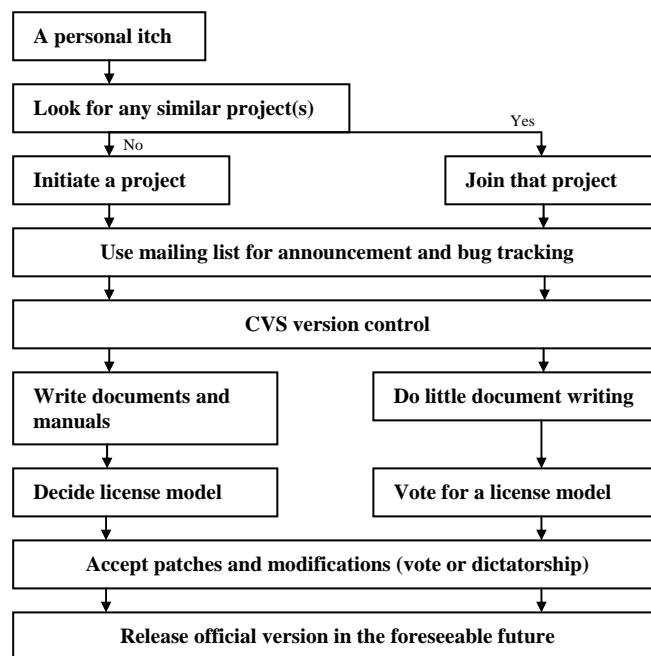 A personal itch
Look for any similar project(s)
Yes
No
Initiate a project
Join that project
Use mailing list for announcement and bug tracking
CVS version control
Write documents and
manuals
Do little document writing
Decide license model
Vote for a license model
Accept patches and modifications (vote or dictatorship)
Release official version in the foreseeable future